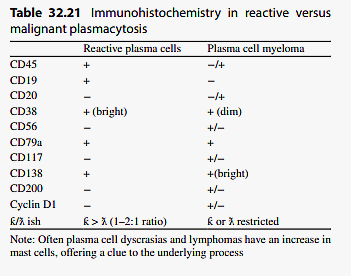 Table 32.21 Immunohistochemistry in reactive versus
malignant plasmacytosis
Reactive plasma cells Plasma cell myeloma
CD45 + −/+
CD19 + −
CD20 − −/+
CD38 + (bright) + (dim)
CD56 − +/−
CD79a + +
CD117 − +/−
CD138 + +(bright)
CD200 − +/−
Cyclin D1 − +/−
ƙ/ƛ ish ƙ > ƛ (1–2:1 ratio) ƙ or ƛ restricted
Note: Often plasma cell dyscrasias and lymphomas have an increase in
mast cells, offering a clue to the underlying process